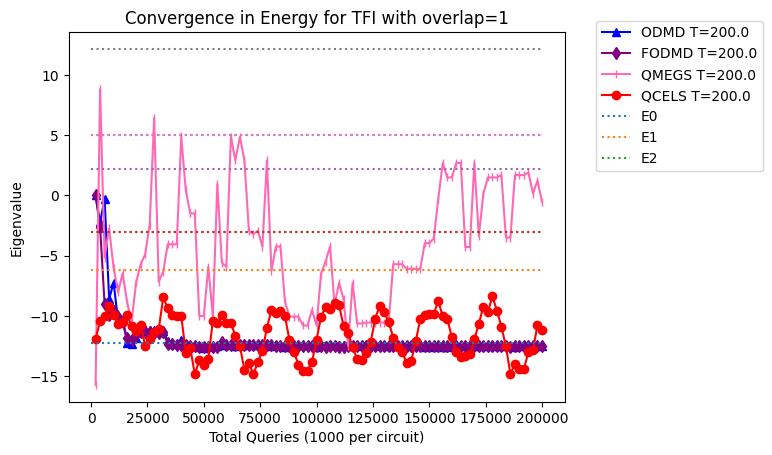 Convergence in Energy for TFI with overlap=1
ODMD T=200.0
FODMD T=200.0
QMEGS T=200.0
QCELS T=200.0
E0
E1
E2
Eigenvalue
10
5
0
−5
−10
−15
0 25000 50000 75000 100000 125000 150000 175000 200000
Total Queries (1000 per circuit)